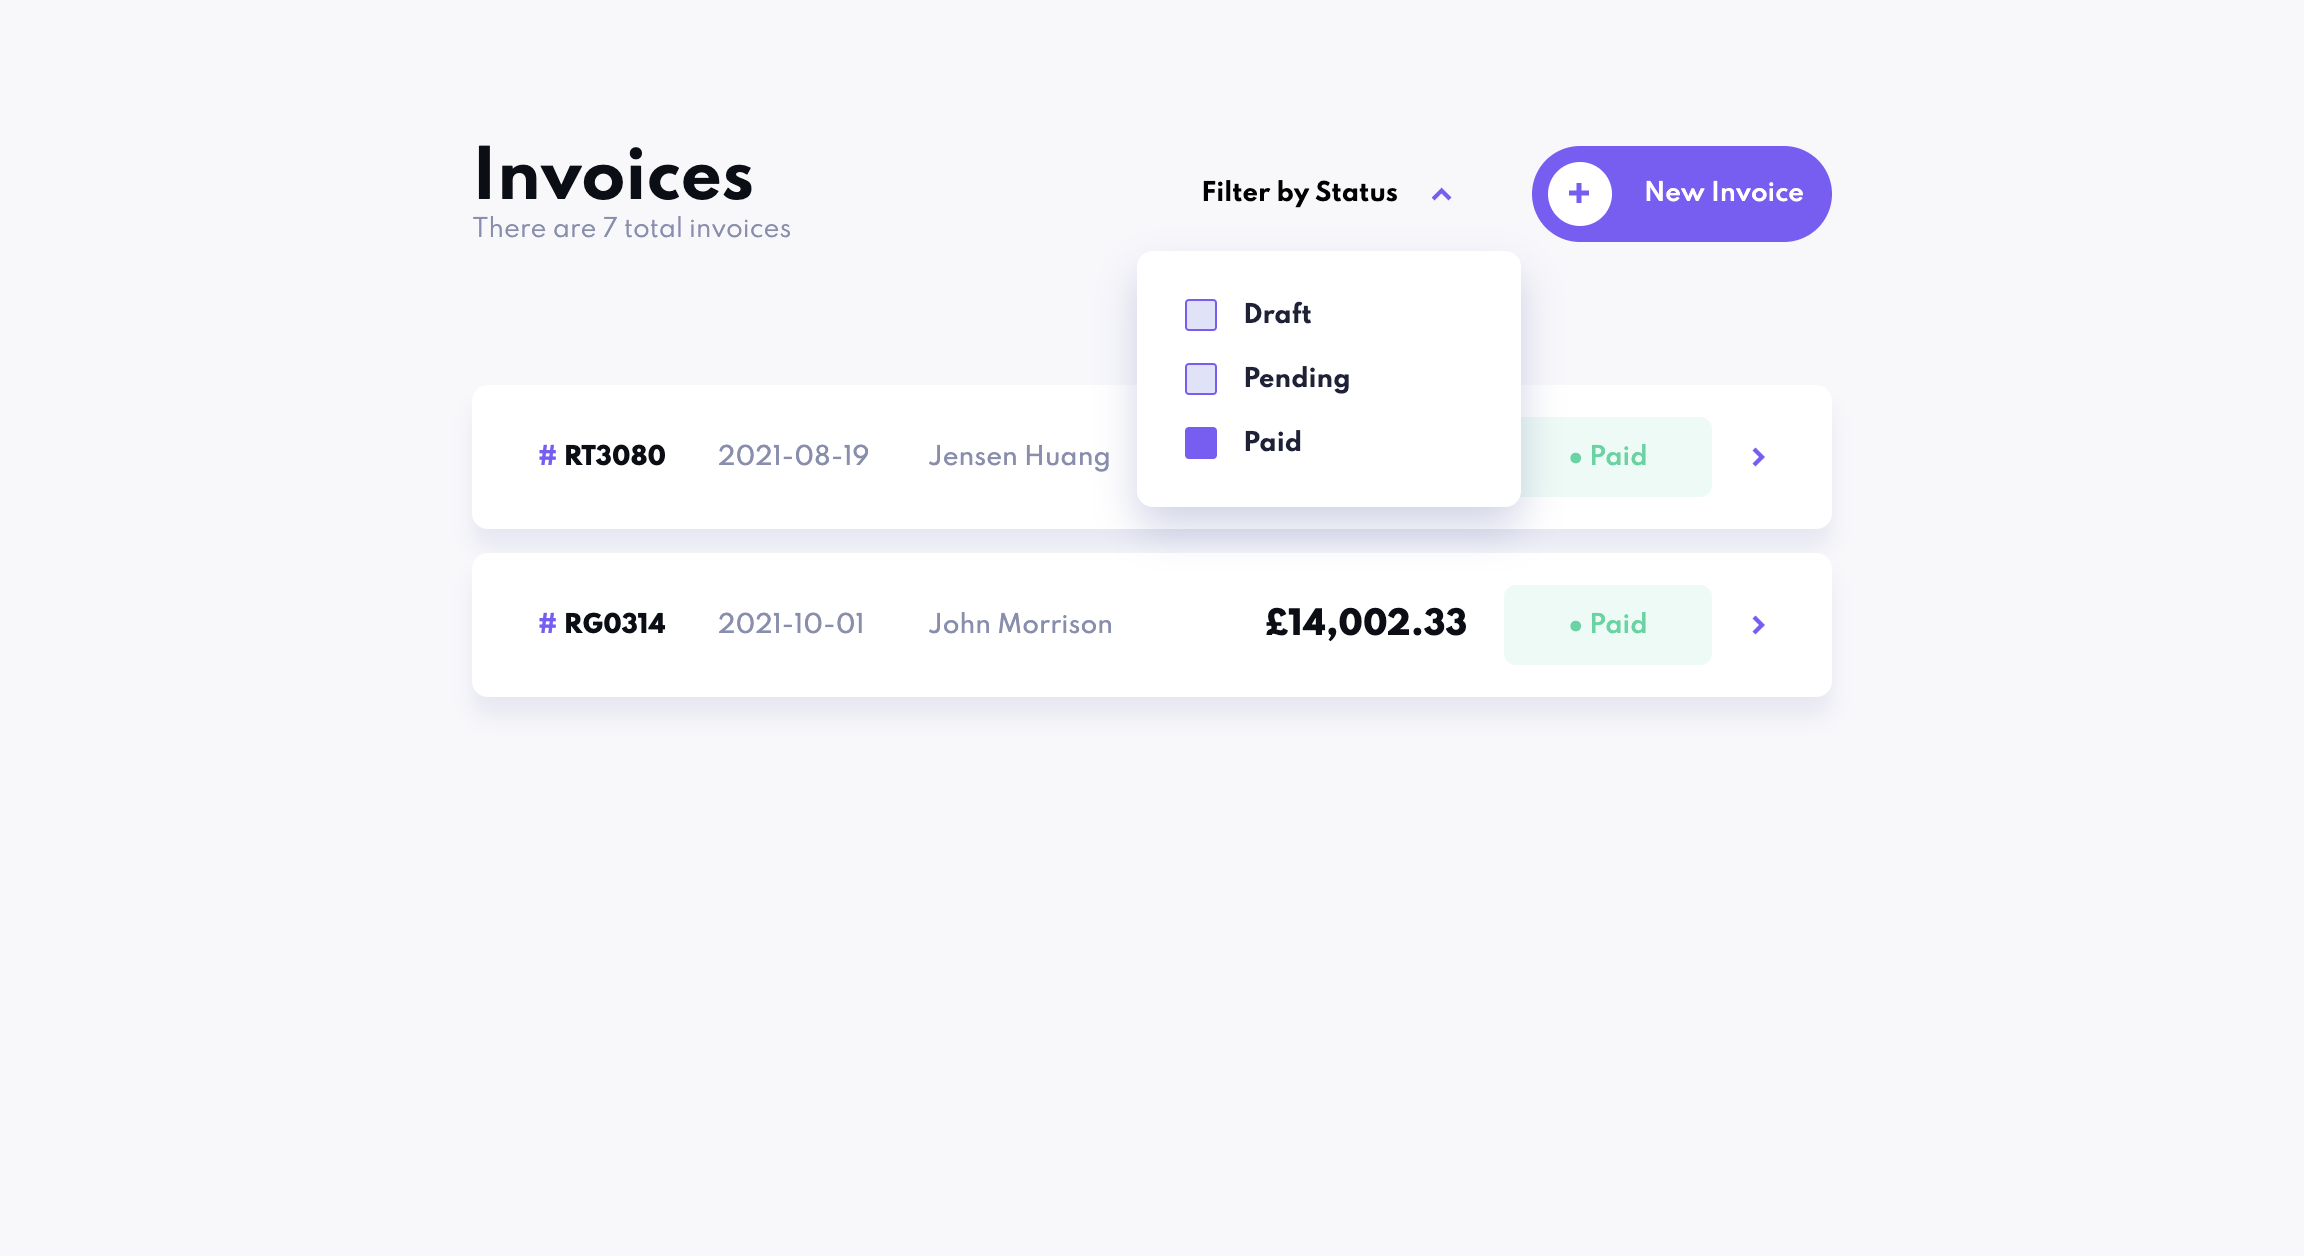 Invoices
There are 7 total invoices
Filter by Status
+ New Invoice
Draft
Pending
Paid
# RT3080 2021-08-19 Jensen Huang • Paid
# RG0314 2021-10-01 John Morrison £14,002.33 • Paid